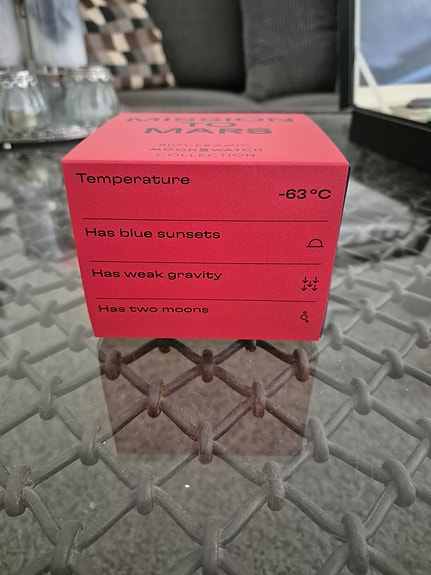 MISSION
TO
MARS
BIOCERAMIC
MOONSWATCH
COLLECTION
Temperature
-63°C
Has blue sunsets
Has weak gravity
Has two moons